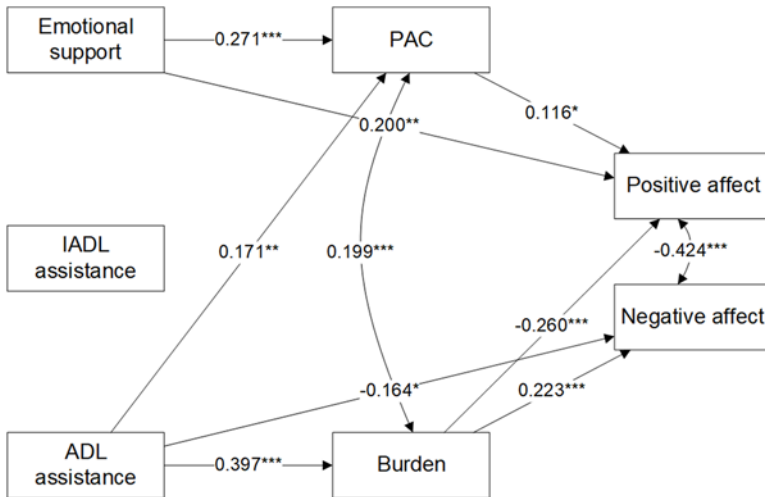 Emotional
support
0.271***
PAC
0.116*
0.200**
Positive affect
IADL
assistance
0.171**
0.199***
-0.424***
Negative affect
-0.260***
-0.164*
0.223***
ADL
assistance
0.397***
Burden